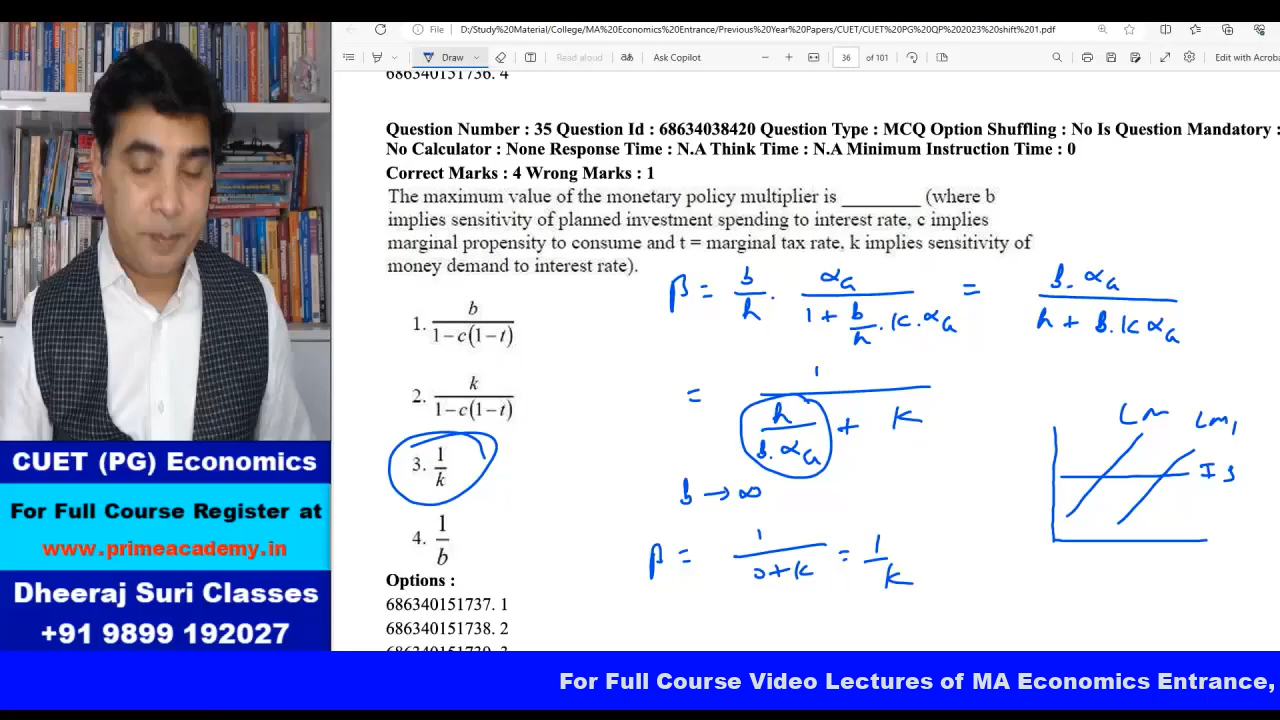 File D:/Study%20Material/College/MA%20Economics%20Entrance/Previous%20Year%20Papers/CUET/CUET%20PG%20QP%202023%20shift%201.pdf
Draw Read aloud Ask Copilot 36 of 101 Edit with Acroba
686340151736. 4
Question Number : 35 Question Id : 68634038420 Question Type : MCQ Option Shuffling : No Is Question Mandatory :
No Calculator : None Response Time : N.A Think Time : N.A Minimum Instruction Time : 0
Correct Marks : 4 Wrong Marks : 1
The maximum value of the monetary policy multiplier is ________ (where b
implies sensitivity of planned investment spending to interest rate, c implies
marginal propensity to consume and t = marginal tax rate, k implies sensitivity of
money demand to interest rate).
β = b/h · αG / (1 + b/h · k · αG) = b · αG / (h + b · k αG)
1. b / (1−c(1−t))
2. k / (1−c(1−t))
= 1 / (h / (b · αG) + k)
3. 1/k
b → ∞
LM LM1
IS
4. 1/b
β = 1 / (0 + k) = 1/k
Options :
686340151737. 1
686340151738. 2
CUET (PG) Economics
For Full Course Register at
www.primeacademy.in
Dheeraj Suri Classes
+91 9899 192027
For Full Course Video Lectures of MA Economics Entrance,